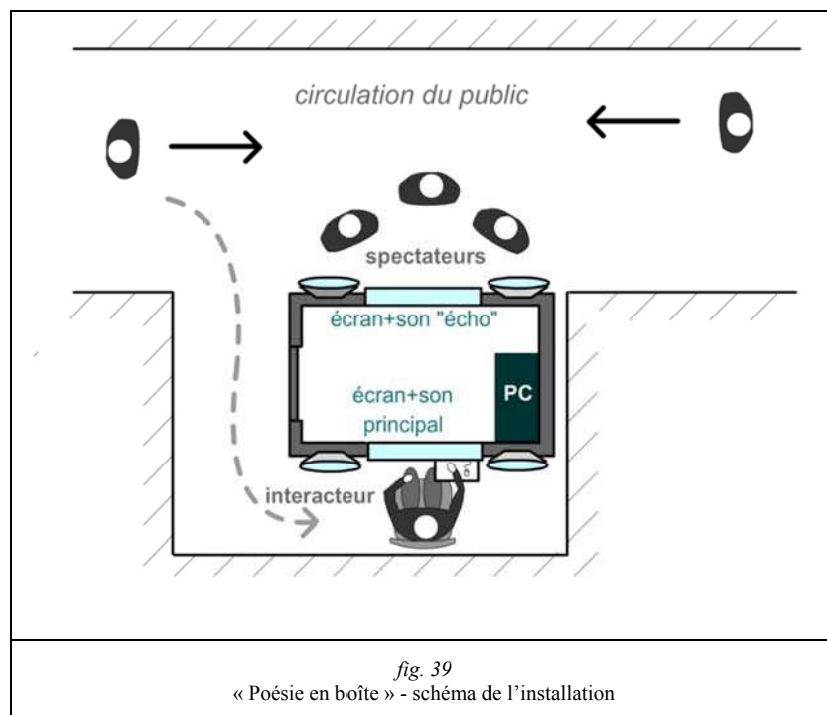 circulation du public
spectateurs
écran+son "écho"
écran+son
principal
PC
interacteur
fig. 39
« Poésie en boîte » - schéma de l’installation